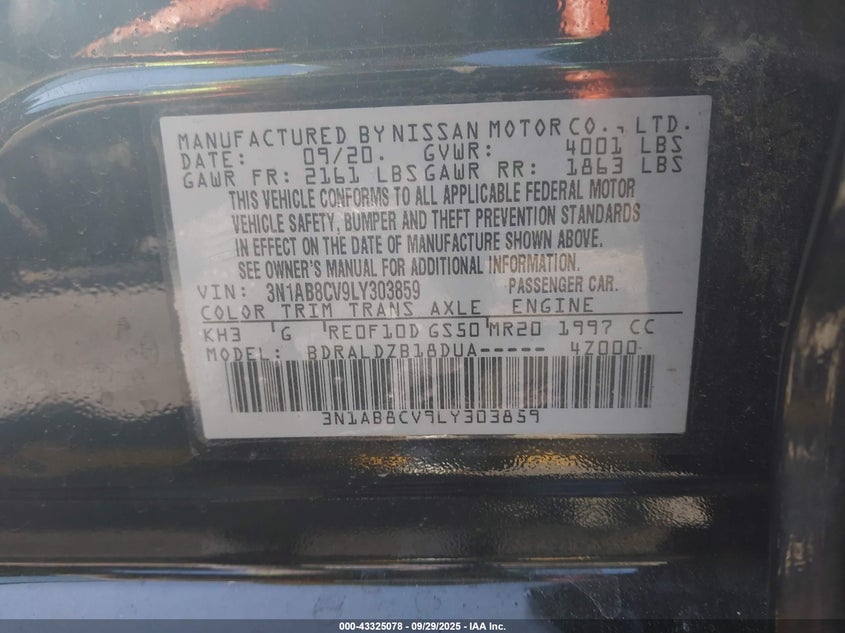 MANUFACTURED BY NISSAN MOTOR CO., LTD.
DATE: 09/20. GVWR: 4001 LBS
GAWR FR: 2161 LBS GAWR RR: 1863 LBS
THIS VEHICLE CONFORMS TO ALL APPLICABLE FEDERAL MOTOR
VEHICLE SAFETY, BUMPER AND THEFT PREVENTION STANDARDS
IN EFFECT ON THE DATE OF MANUFACTURE SHOWN ABOVE.
SEE OWNER'S MANUAL FOR ADDITIONAL INFORMATION.
VIN: 3N1AB8CV9LY303859 PASSENGER CAR.
COLOR TRIM TRANS AXLE ENGINE
KH3 G RE0F10D GS50 MR20 1997 CC
MODEL: BDRALDZB18DUA----- 4Z000
3N1AB8CV9LY303859
000-43325078 - 09/29/2025 - IAA Inc.